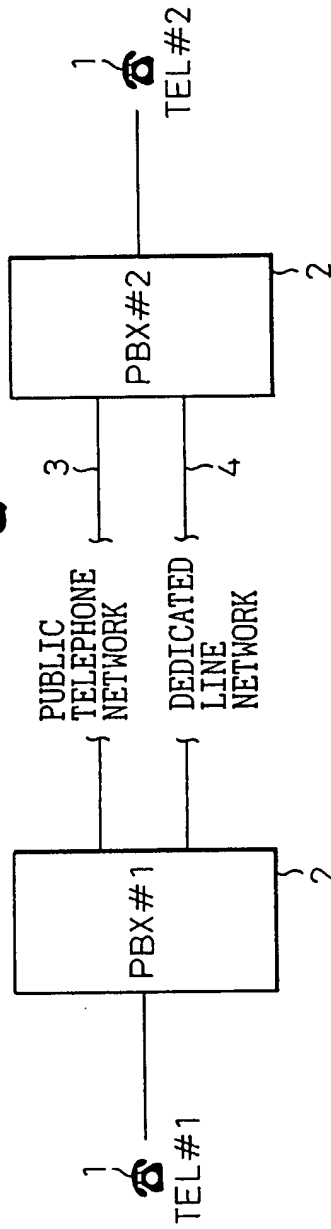 1
TEL#1
PBX#1
2
PUBLIC
TELEPHONE
NETWORK
3
DEDICATED
LINE
NETWORK
4
PBX#2
2
1
TEL#2